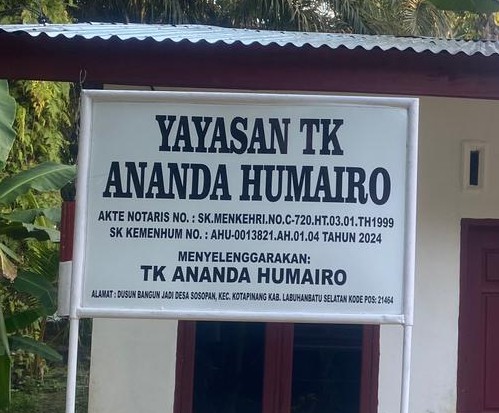 YAYASAN TK
ANANDA HUMAIRO
AKTE NOTARIS NO. : SK.MENKEHRI.NO.C-720.HT.03.01.TH1999
SK KEMENHUM NO. : AHU-0013821.AH.01.04 TAHUN 2024
MENYELENGGARAKAN:
TK ANANDA HUMAIRO
ALAMAT : DUSUN BANGUN JADI DESA SOSOPAN, KEC. KOTAPINANG KAB. LABUHANBATU SELATAN KODE POS: 21464